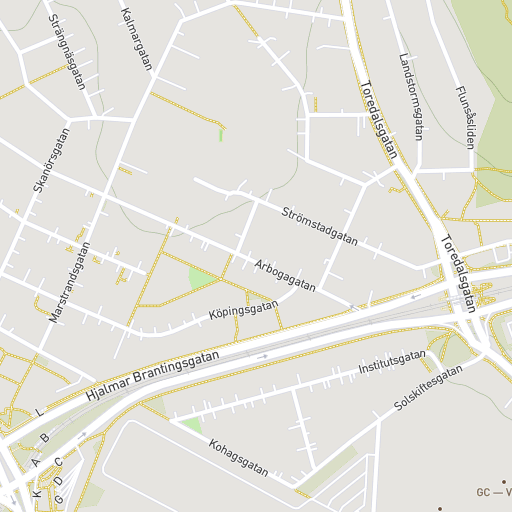 Strängnäsgatan
Kalmargatan
Toredalsgatan
Landstormsgatan
Flunsåsliden
Skanörsgatan
Strömstadgatan
Toredalsgatan
Marstrandsgatan
Arbogagatan
Köpingsgatan
Hjalmar Brantingsgatan
Institutsgatan
Solskiftesgatan
Kohagsgatan
L
B
A
K
C
D
G
GC — V